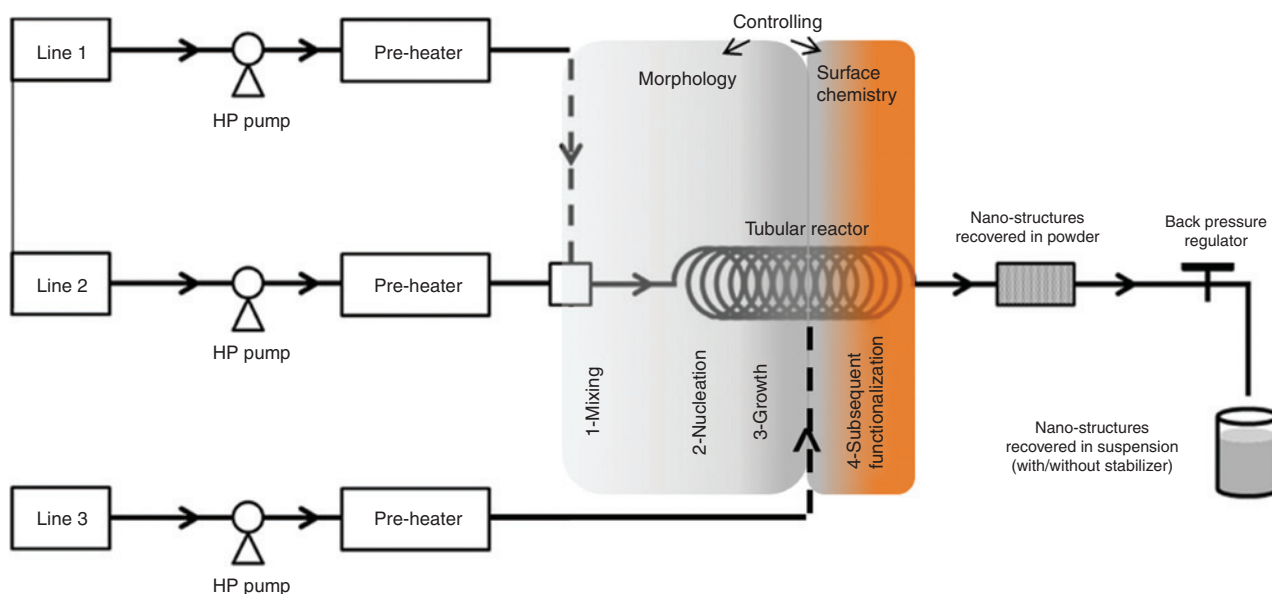 Controlling
Line 1
Pre-heater
HP pump
Morphology
Surface
chemistry
Line 2
Pre-heater
HP pump
Tubular reactor
Nano-structures
recovered in powder
Back pressure
regulator
1-Mixing
2-Nucleation
3-Growth
4-Subsequent
functionalization
Nano-structures
recovered in suspension
(with/without stabilizer)
Line 3
Pre-heater
HP pump